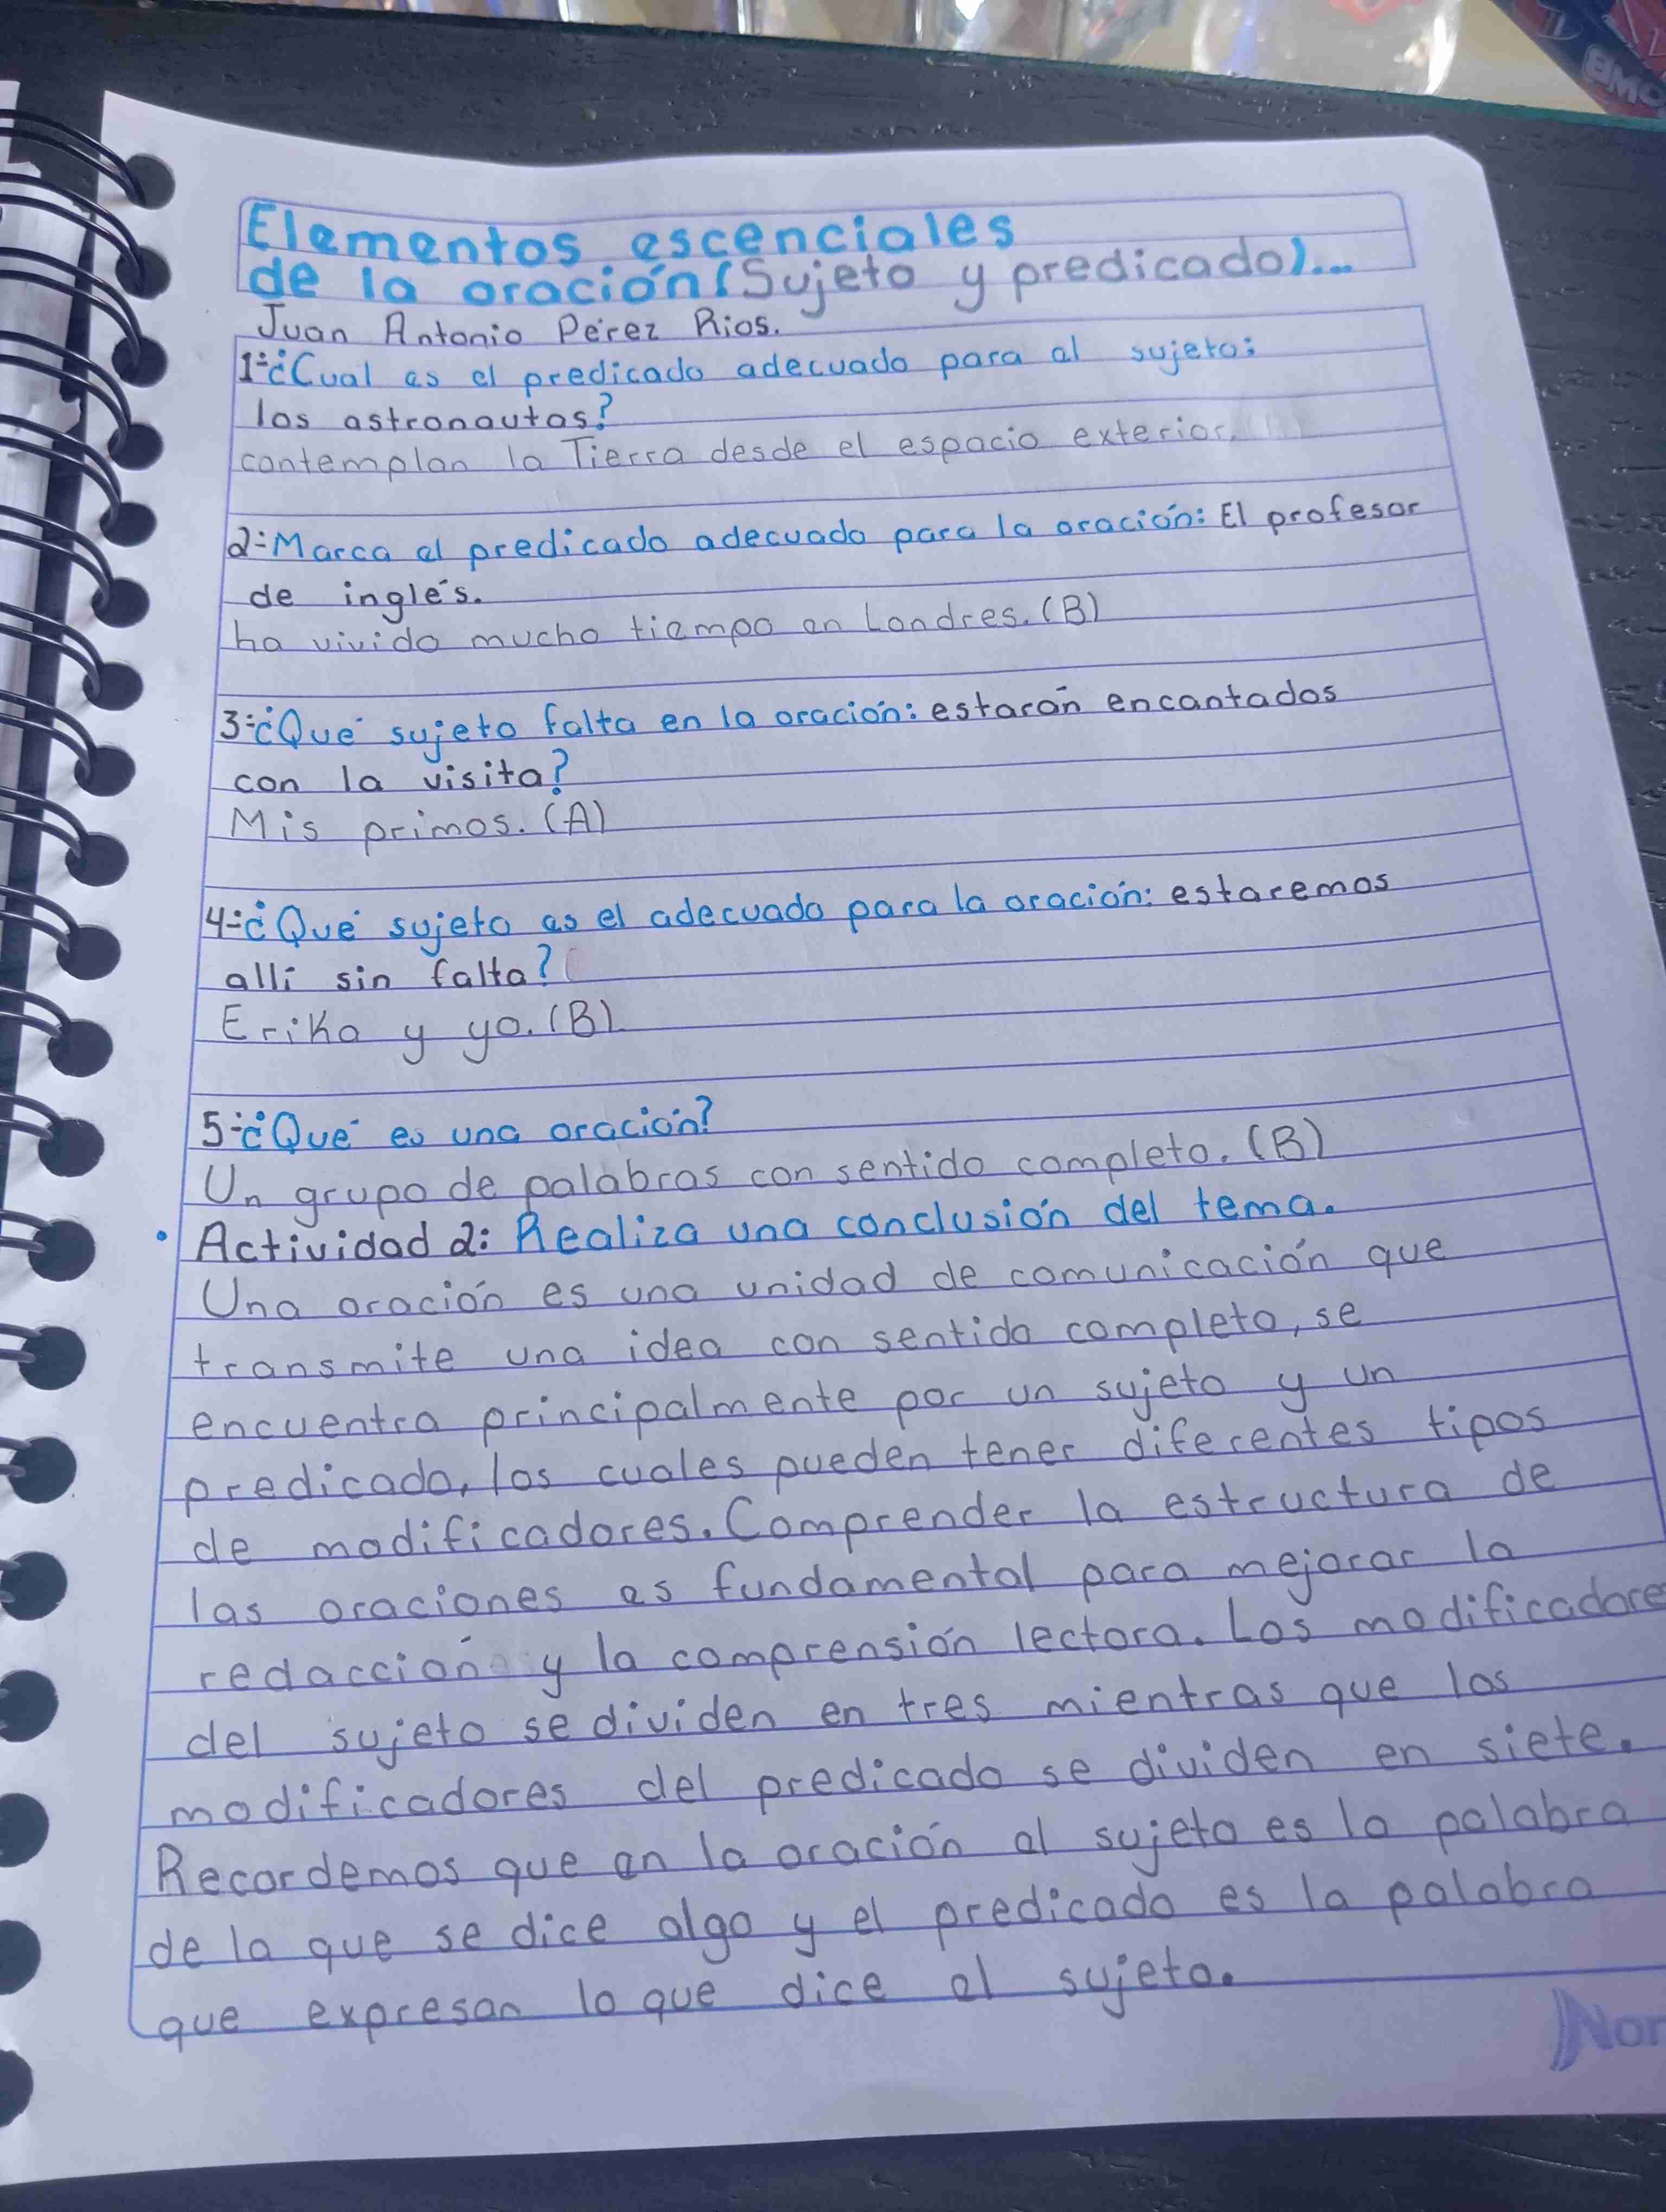 Elementos escenciales
de la oración (Sujeto y predicado)...
Juan Antonio Pérez Rios.
1-¿Cual es el predicado adecuado para el sujeto:
los astronautas?
contemplan la Tierra desde el espacio exterior. (B)
2-Marca el predicado adecuado para la oración: El profesor
de inglés.
ha vivido mucho tiempo en Londres. (B)
3-¿Qué sujeto falta en la oración: estarán encantados
con la visita?
Mis primos. (A)
4-¿Qué sujeto es el adecuado para la oración: estaremos
allí sin falta?
Erika y yo. (B)
5-¿Qué es una oración?
Un grupo de palabras con sentido completo. (B)
• Actividad 2: Realiza una conclusión del tema.
Una oración es una unidad de comunicación que
transmite una idea con sentido completo, se
encuentra principalmente por un sujeto y un
predicado, los cuales pueden tener diferentes tipos
de modificadores. Comprender la estructura de
las oraciones es fundamental para mejorar la
redacción y la comprensión lectora. Los modificadores
del sujeto se dividen en tres mientras que los
modificadores del predicado se dividen en siete.
Recordemos que en la oración el sujeto es la palabra
de la que se dice algo y el predicado es la palabra
que expresan lo que dice el sujeto.
Nor
BMO